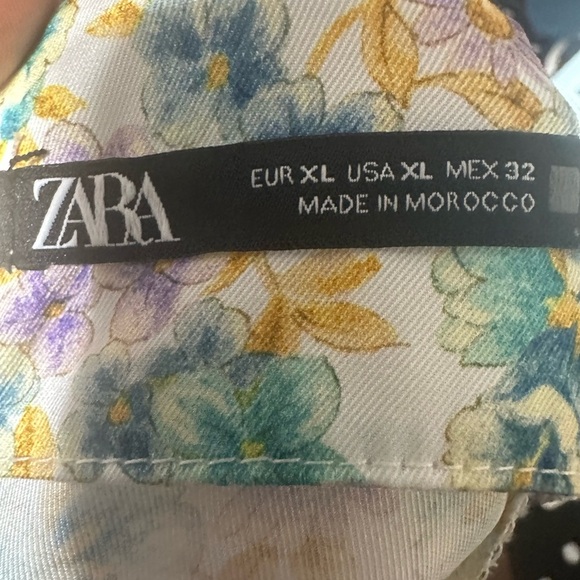 ZARA
EUR XL USA XL MEX 32
MADE IN MOROCCO